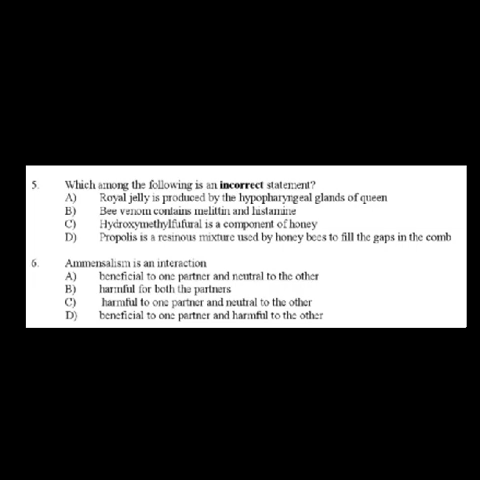 5. Which among the following is an incorrect statement?
A) Royal jelly is produced by the hypopharyngeal glands of queen
B) Bee venom contains melittin and histamine
C) Hydroxymethylfufural is a component of honey
D) Propolis is a resinous mixture used by honey bees to fill the gaps in the comb
6. Ammensalism is an interaction
A) beneficial to one partner and neutral to the other
B) harmful for both the partners
C) harmful to one partner and neutral to the other
D) beneficial to one partner and harmful to the other